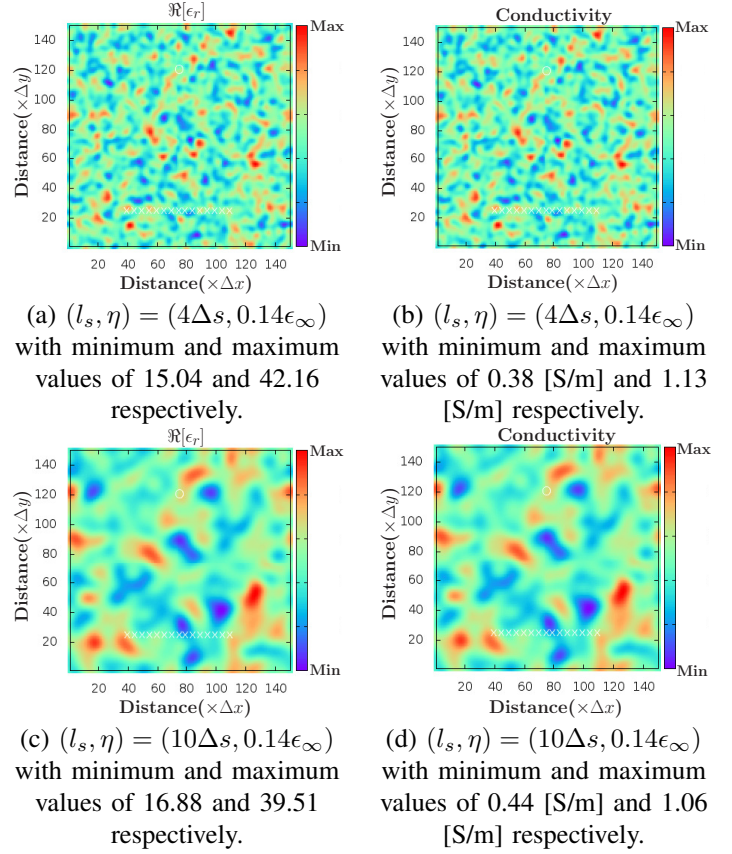 ℜ[ϵᵣ]
Max
Min
140
120
100
80
60
40
20
Distance(×Δy)
20 40 60 80 100 120 140
Distance(×Δx)
Conductivity
Max
Min
140
120
100
80
60
40
20
Distance(×Δy)
20 40 60 80 100 120 140
Distance(×Δx)
(a) (lₛ, η) = (4Δs, 0.14ϵ∞)
with minimum and maximum
values of 15.04 and 42.16
respectively.
(b) (lₛ, η) = (4Δs, 0.14ϵ∞)
with minimum and maximum
values of 0.38 [S/m] and 1.13
[S/m] respectively.
ℜ[ϵᵣ]
Max
Min
140
120
100
80
60
40
20
Distance(×Δy)
20 40 60 80 100 120 140
Distance(×Δx)
Conductivity
Max
Min
140
120
100
80
60
40
20
Distance(×Δy)
20 40 60 80 100 120 140
Distance(×Δx)
(c) (lₛ, η) = (10Δs, 0.14ϵ∞)
with minimum and maximum
values of 16.88 and 39.51
respectively.
(d) (lₛ, η) = (10Δs, 0.14ϵ∞)
with minimum and maximum
values of 0.44 [S/m] and 1.06
[S/m] respectively.